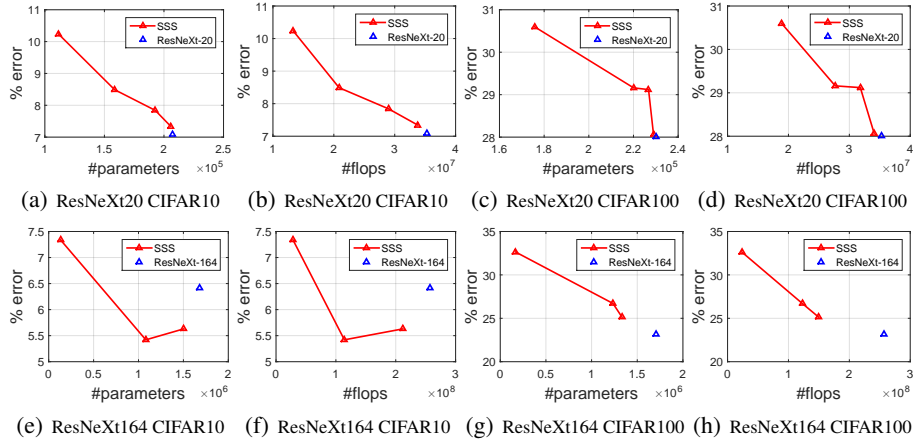 11
10
9
8
7
% error
SSS
ResNeXt-20
1 1.5 2 2.5
#parameters ×10^5
11
10
9
8
7
% error
SSS
ResNeXt-20
1 2 3 4
#flops ×10^7
31
30
29
28
% error
SSS
ResNeXt-20
1.6 1.8 2 2.2 2.4
#parameters ×10^5
31
30
29
28
% error
SSS
ResNeXt-20
1 2 3 4
#flops ×10^7
(a) ResNeXt20 CIFAR10 (b) ResNeXt20 CIFAR10 (c) ResNeXt20 CIFAR100 (d) ResNeXt20 CIFAR100
7.5
7
6.5
6
5.5
5
% error
SSS
ResNeXt-164
0 0.5 1 1.5 2
#parameters ×10^6
7.5
7
6.5
6
5.5
5
% error
SSS
ResNeXt-164
0 1 2 3
#flops ×10^8
35
30
25
20
% error
SSS
ResNeXt-164
0 0.5 1 1.5 2
#parameters ×10^6
35
30
25
20
% error
SSS
ResNeXt-164
0 1 2 3
#flops ×10^8
(e) ResNeXt164 CIFAR10 (f) ResNeXt164 CIFAR10 (g) ResNeXt164 CIFAR100 (h) ResNeXt164 CIFAR100